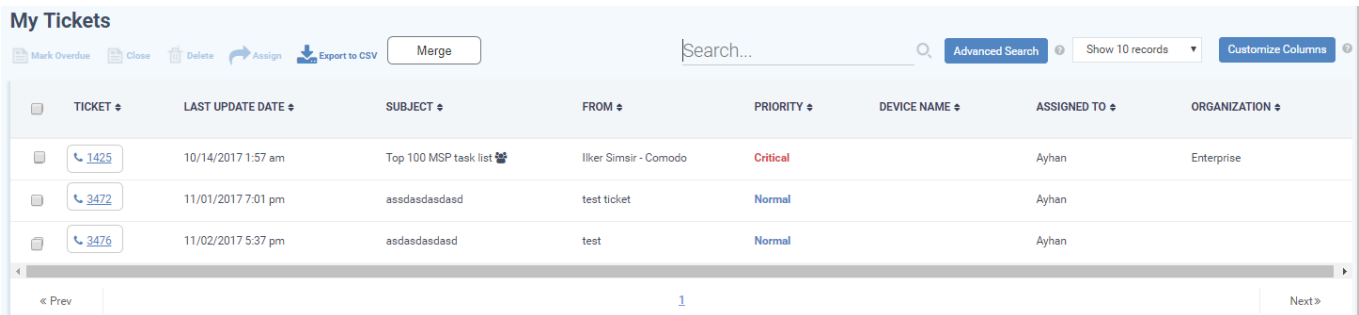 My Tickets
Mark Overdue Close Delete Assign Export to CSV Merge Search... Advanced Search Show 10 records Customize Columns
TICKET LAST UPDATE DATE SUBJECT FROM PRIORITY DEVICE NAME ASSIGNED TO ORGANIZATION
1425 10/14/2017 1:57 am Top 100 MSP task list Ilker Simsir - Comodo Critical Ayhan Enterprise
3472 11/01/2017 7:01 pm assdasdasdasd test ticket Normal Ayhan
3476 11/02/2017 5:37 pm asdasdasdasd test Normal Ayhan
« Prev 1 Next »